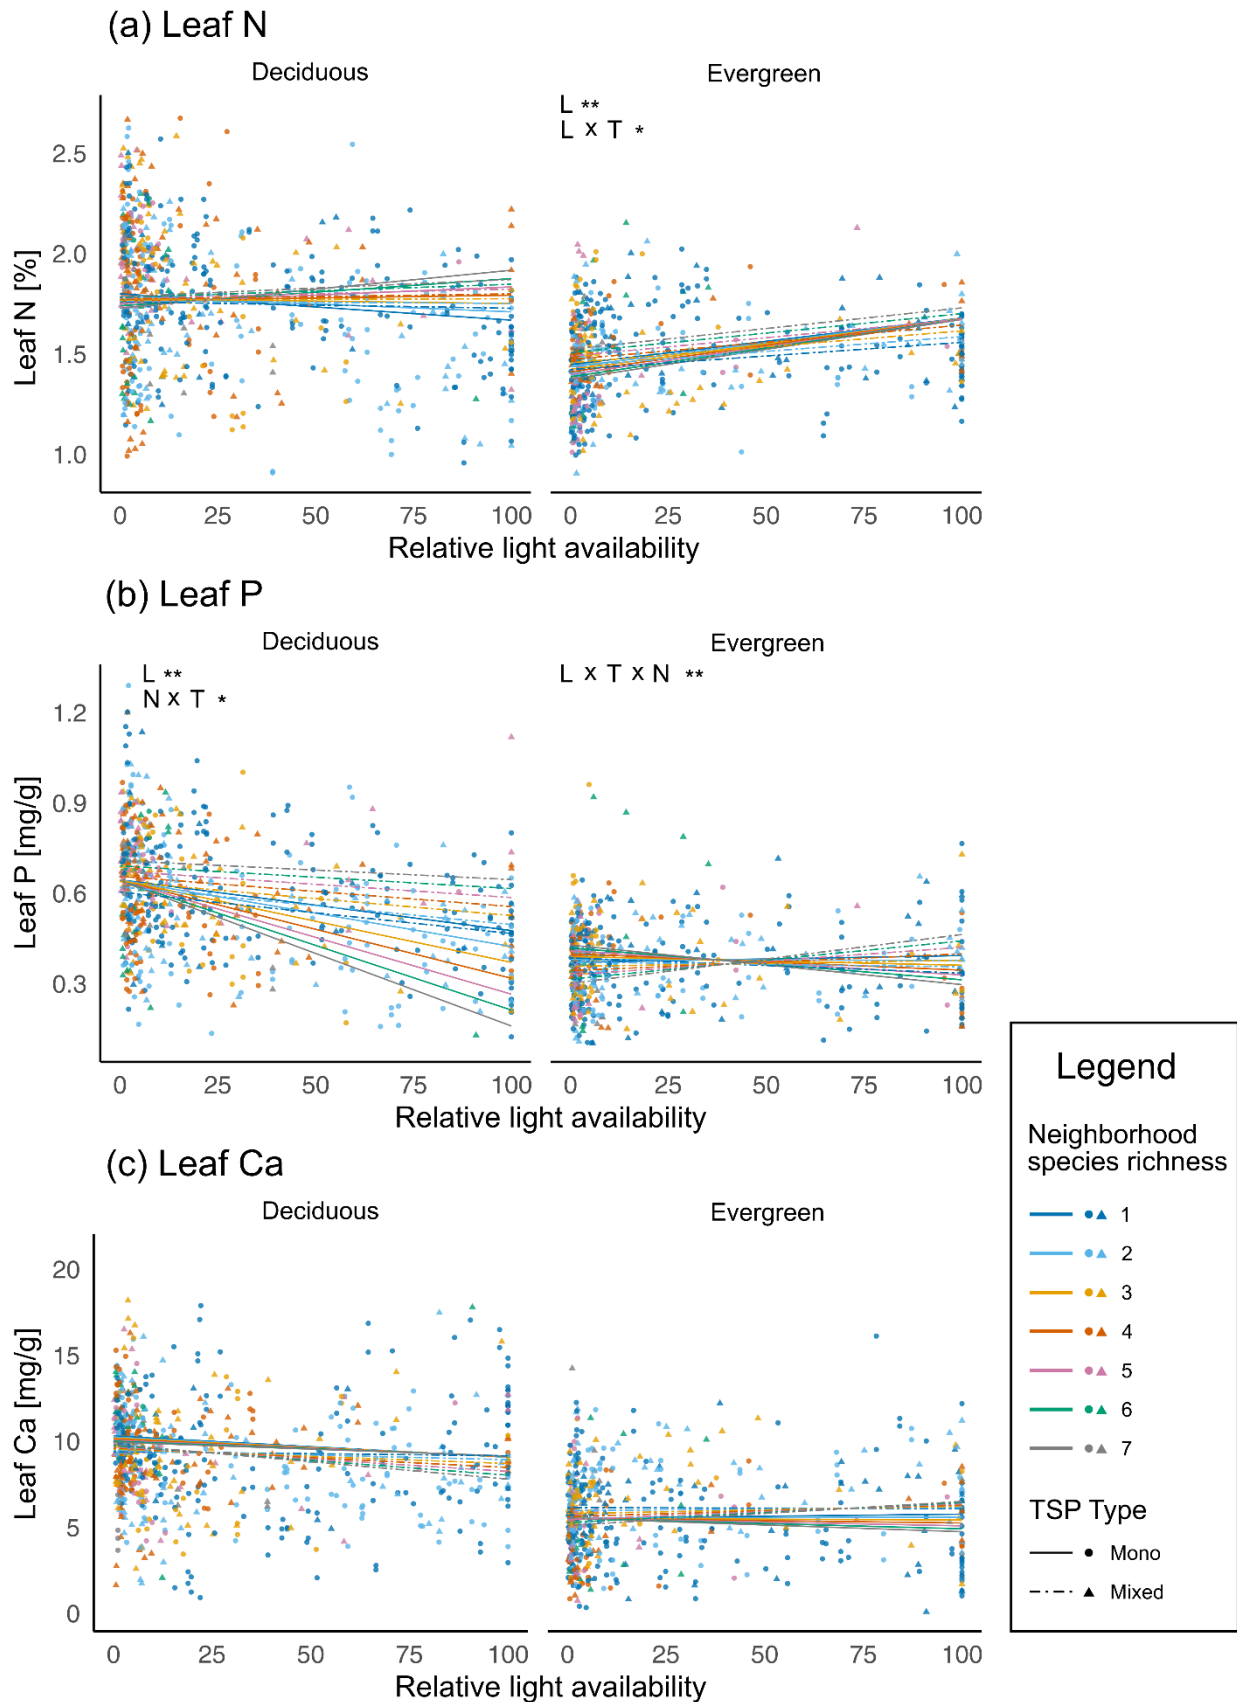 (a) Leaf N
Deciduous
Evergreen
L **
L x T *
2.5
2.0
1.5
1.0
Leaf N [%]
0 25 50 75 100
0 25 50 75 100
Relative light availability
(b) Leaf P
Deciduous
Evergreen
L **
N x T *
L x T x N **
1.2
0.9
0.6
0.3
Leaf P [mg/g]
0 25 50 75 100
0 25 50 75 100
Relative light availability
(c) Leaf Ca
Deciduous
Evergreen
20
15
10
5
0
Leaf Ca [mg/g]
0 25 50 75 100
0 25 50 75 100
Relative light availability
Legend
Neighborhood
species richness
1
2
3
4
5
6
7
TSP Type
Mono
Mixed